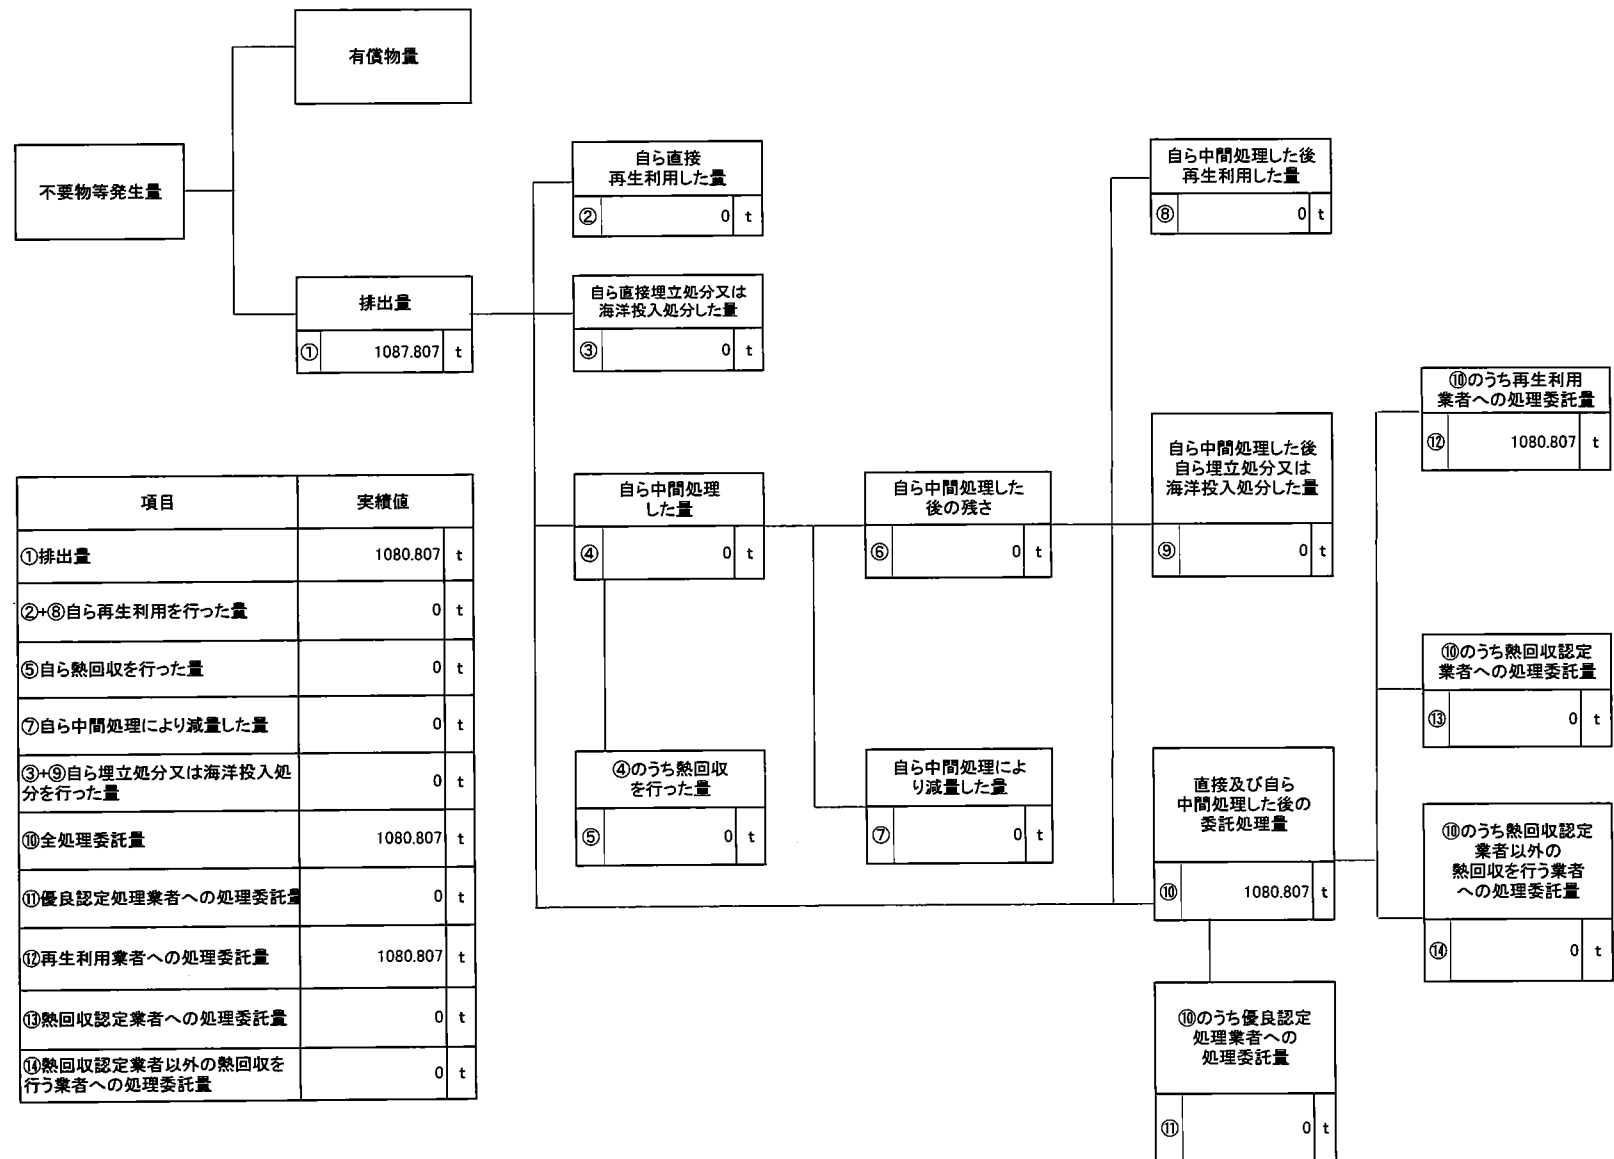 有償物量
不要物等発生量
排出量
① 1087.807 t
自ら直接
再生利用した量
② 0 t
自ら直接埋立処分又は
海洋投入処分した量
③ 0 t
自ら中間処理
した量
④ 0 t
④のうち熱回収
を行った量
⑤ 0 t
自ら中間処理した
後の残さ
⑥ 0 t
自ら中間処理によ
り減量した量
⑦ 0 t
自ら中間処理した後
再生利用した量
⑧ 0 t
自ら中間処理した後
自ら埋立処分又は
海洋投入処分した量
⑨ 0 t
直接及び自ら
中間処理した後の
委託処理量
⑩ 1080.807 t
⑩のうち優良認定
処理業者への
処理委託量
⑪ 0 t
⑩のうち再生利用
業者への処理委託量
⑫ 1080.807 t
⑩のうち熱回収認定
業者への処理委託量
⑬ 0 t
⑩のうち熱回収認定
業者以外の
熱回収を行う業者
への処理委託量
⑭ 0 t
項目 実績値
①排出量 1080.807 t
②+⑧自ら再生利用を行った量 0 t
⑤自ら熱回収を行った量 0 t
⑦自ら中間処理により減量した量 0 t
③+⑨自ら埋立処分又は海洋投入処
分を行った量 0 t
⑩全処理委託量 1080.807 t
⑪優良認定処理業者への処理委託量 0 t
⑫再生利用業者への処理委託量 1080.807 t
⑬熱回収認定業者への処理委託量 0 t
⑭熱回収認定業者以外の熱回収を
行う業者への処理委託量 0 t